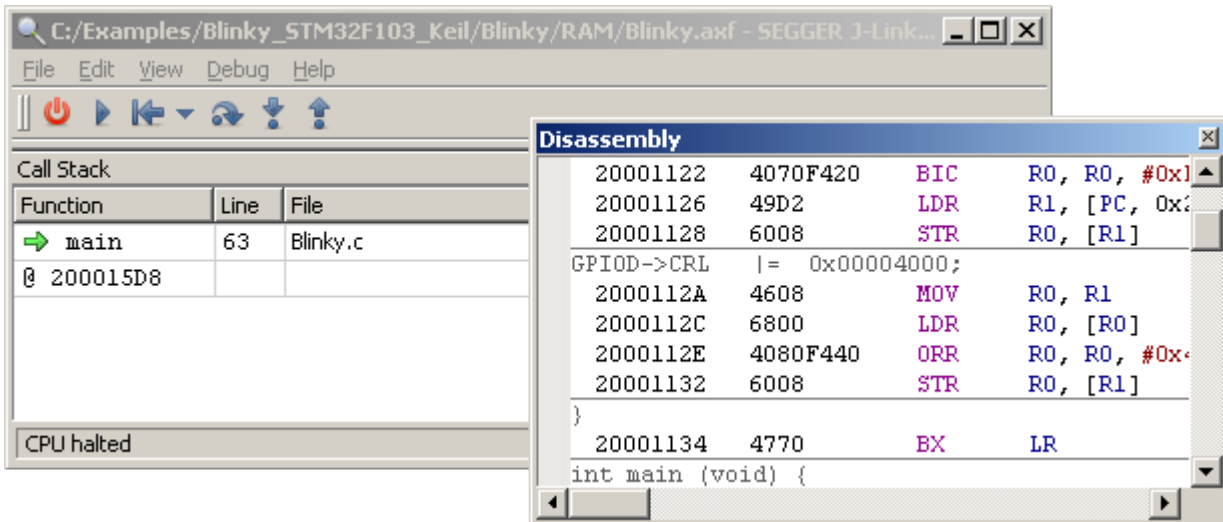 C:/Examples/Blinky_STM32F103_Keil/Blinky/RAM/Blinky.axf - SEGGER J-Link...
File Edit View Debug Help
Call Stack
Function Line File
main 63 Blinky.c
@ 200015D8
CPU halted
Disassembly
20001122 4070F420 BIC R0, R0,
20001126 49D2 LDR R1, [PC,
20001128 6008 STR R0, [R1]
GPIOD->CRL |= 0x00004000;
2000112A 4608 MOV R0, R1
2000112C 6800 LDR R0, [R0]
2000112E 4080F440 ORR R0, R0,
20001132 6008 STR R0, [R1]
}
20001134 4770 BX LR
int main (void) {